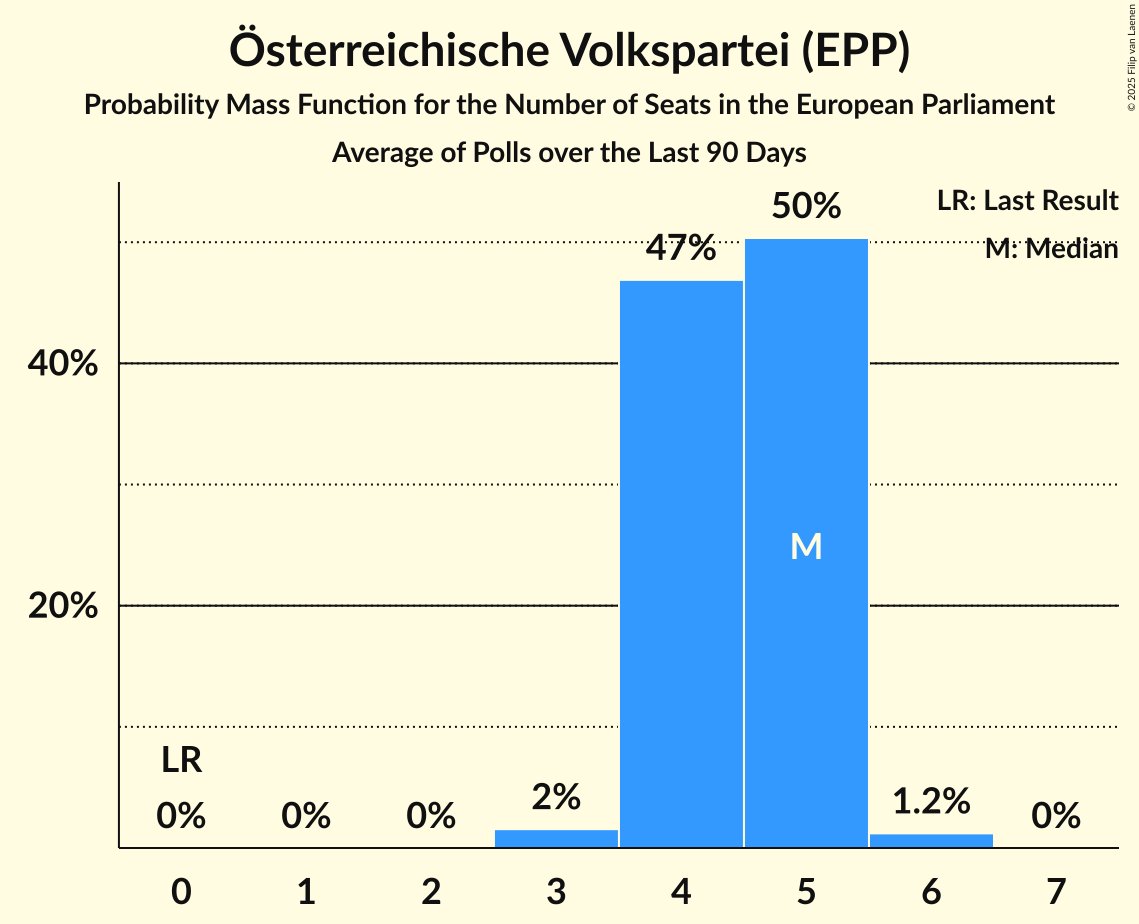 Österreichische Volkspartei (EPP)
Probability Mass Function for the Number of Seats in the European Parliament
Average of Polls over the Last 90 Days
© 2025 Filip van Laenen
LR: Last Result
M: Median
50%
47%
40%
M
20%
LR
0%
0%
0%
2%
1.2%
0%
0
1
2
3
4
5
6
7